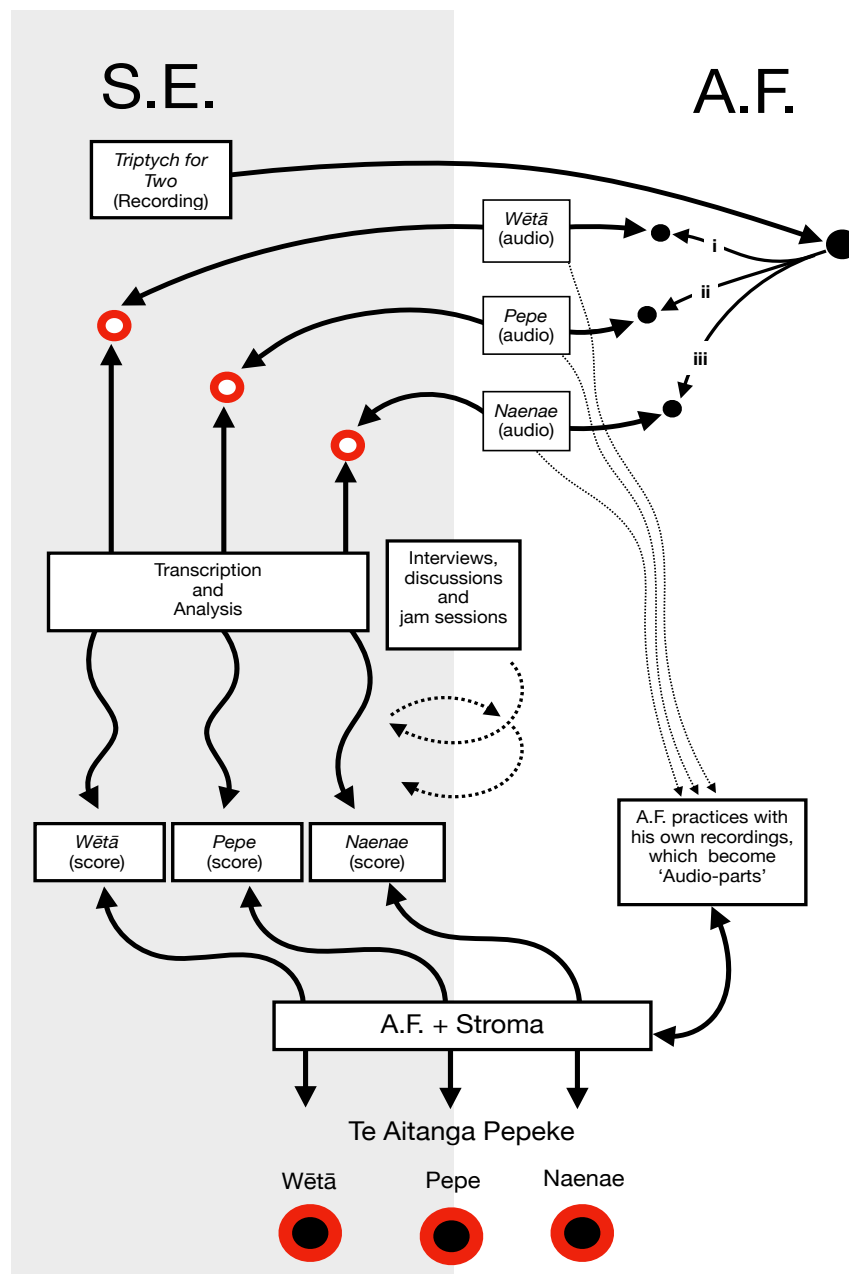 S.E.
A.F.
Triptych for
Two
(Recording)
Wētā
(audio)
i
ii
Pepe
(audio)
iii
Naenae
(audio)
Transcription
and
Analysis
Interviews,
discussions
and
jam sessions
Wētā
(score)
Pepe
(score)
Naenae
(score)
A.F. practices with
his own recordings,
which become
‘Audio-parts’
A.F. + Stroma
Te Aitanga Pepeke
Wētā
Pepe
Naenae